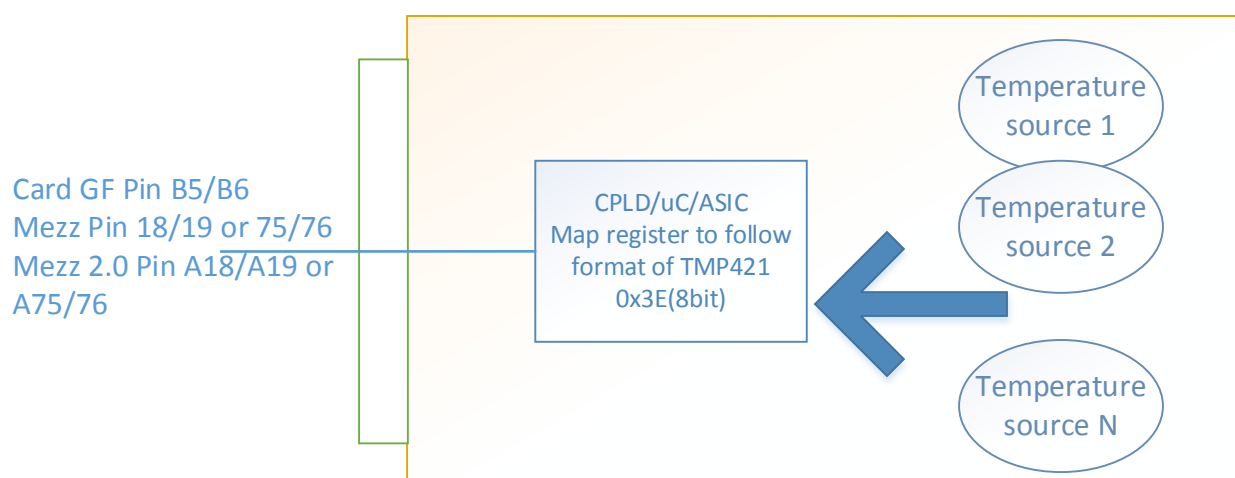 Card GF Pin B5/B6
Mezz Pin 18/19 or 75/76
Mezz 2.0 Pin A18/A19 or
A75/76
CPLD/uC/ASIC
Map register to follow
format of TMP421
0x3E(8bit)
Temperature
source 1
Temperature
source 2
Temperature
source N